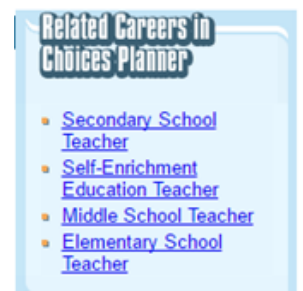 Related Careers in
Choices Planner
Secondary School
Teacher
Self-Enrichment
Education Teacher
Middle School Teacher
Elementary School
Teacher